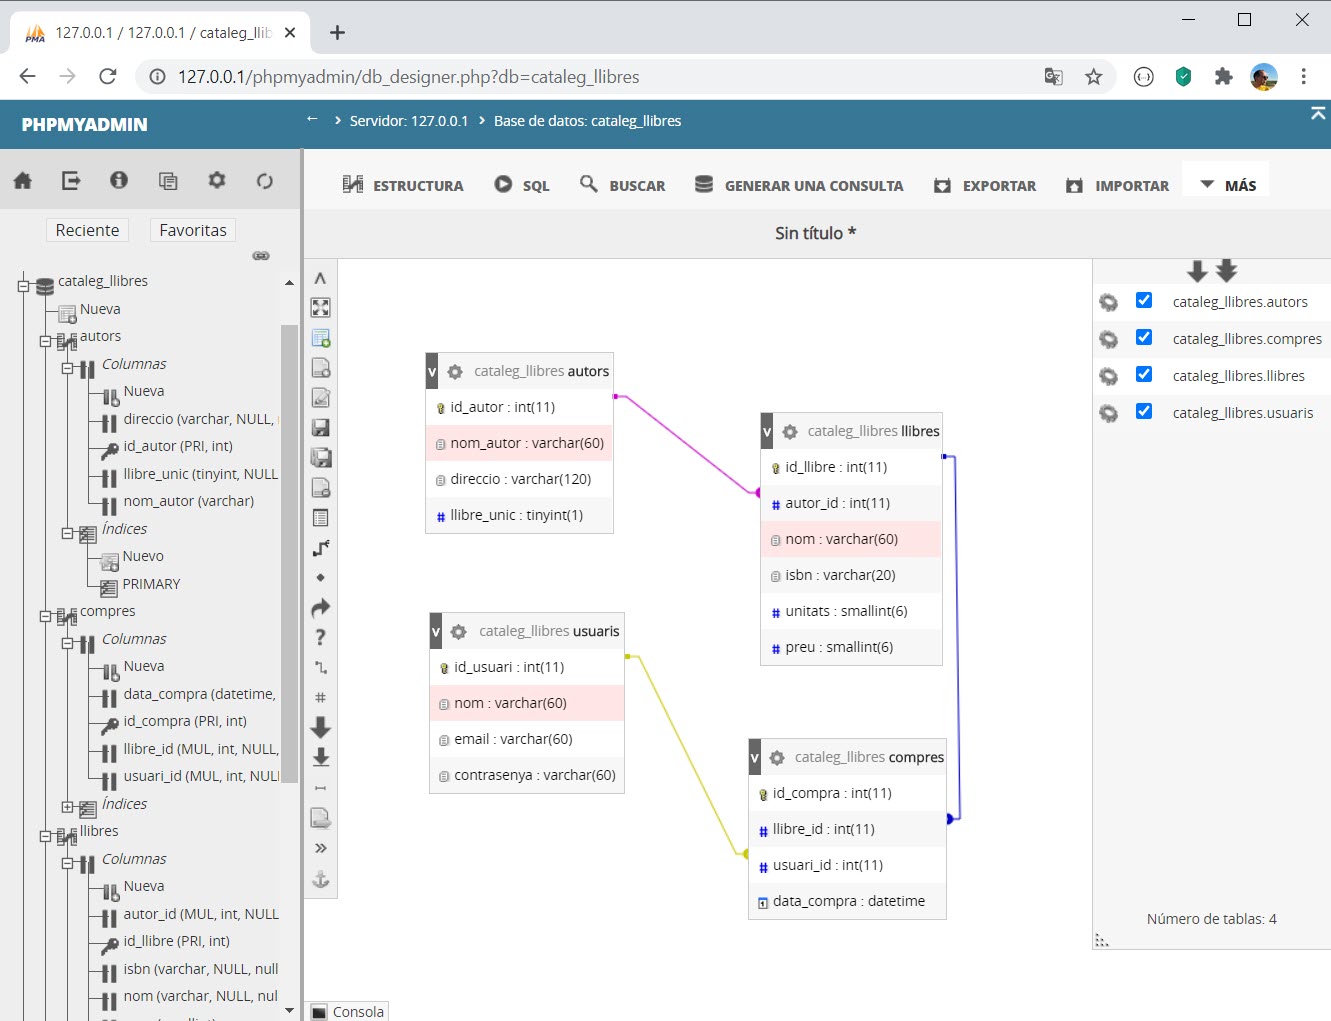 127.0.0.1 / 127.0.0.1 / cataleg_llib
127.0.0.1/phpmyadmin/db_designer.php?db=cataleg_llibres
PHPMYADMIN
← › Servidor: 127.0.0.1 › Base de datos: cataleg_llibres
ESTRUCTURA SQL BUSCAR GENERAR UNA CONSULTA EXPORTAR IMPORTAR MÁS
Sin título *
Reciente Favoritas
cataleg_llibres
Nueva
autors
Columnas
Nueva
direccio (varchar, NULL,
id_autor (PRI, int)
llibre_unic (tinyint, NULL
nom_autor (varchar)
Índices
Nuevo
PRIMARY
compres
Columnas
Nueva
data_compra (datetime,
id_compra (PRI, int)
llibre_id (MUL, int, NULL,
usuari_id (MUL, int, NULL
Índices
llibres
Columnas
Nueva
autor_id (MUL, int, NULL
id_llibre (PRI, int)
isbn (varchar, NULL, null
nom (varchar, NULL, nul
v cataleg_llibres autors
id_autor : int(11)
nom_autor : varchar(60)
direccio : varchar(120)
# llibre_unic : tinyint(1)
v cataleg_llibres llibres
id_llibre : int(11)
# autor_id : int(11)
nom : varchar(60)
isbn : varchar(20)
# unitats : smallint(6)
# preu : smallint(6)
v cataleg_llibres usuaris
id_usuari : int(11)
nom : varchar(60)
email : varchar(60)
contrasenya : varchar(60)
v cataleg_llibres compres
id_compra : int(11)
# llibre_id : int(11)
# usuari_id : int(11)
data_compra : datetime
cataleg_llibres.autors
cataleg_llibres.compres
cataleg_llibres.llibres
cataleg_llibres.usuaris
Número de tablas: 4
Consola